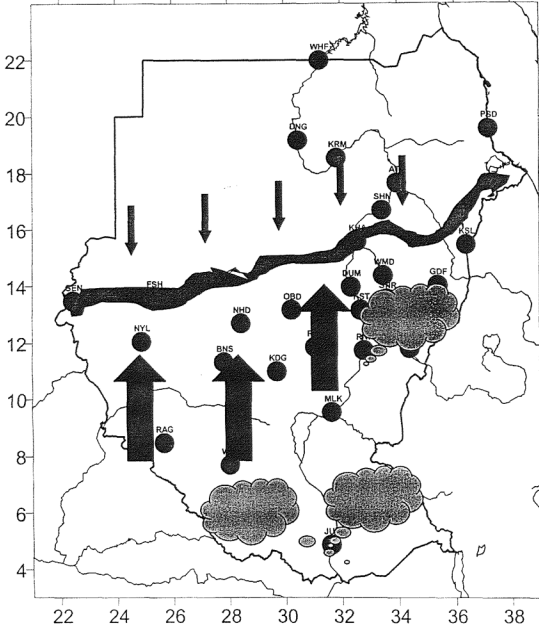 22
20
18
16
14
12
10
8
6
4
WHF
PSD
DNG
KRM
SHN
KHA
KSL
WMD
GEN
FSH
DUM
GDF
SNR
OBD
KST
NHD
NYL
BNS
KDG
MLK
RAG
22 24 26 28 30 32 34 36 38